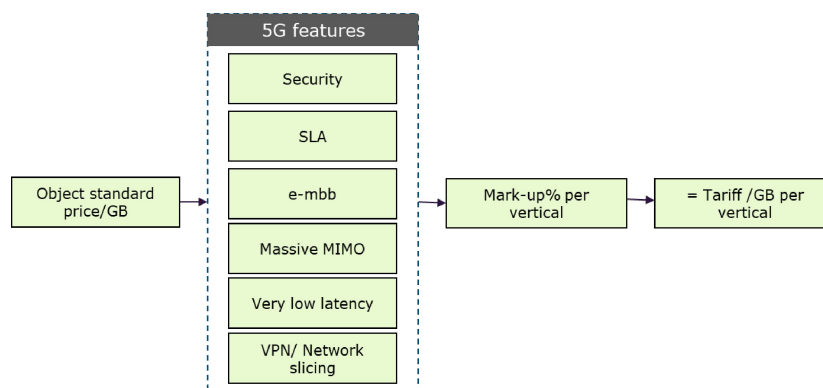 5G features
Security
SLA
e-mbb
Massive MIMO
Very low latency
VPN/ Network
slicing
Object standard
price/GB
Mark-up% per
vertical
= Tariff /GB per
vertical